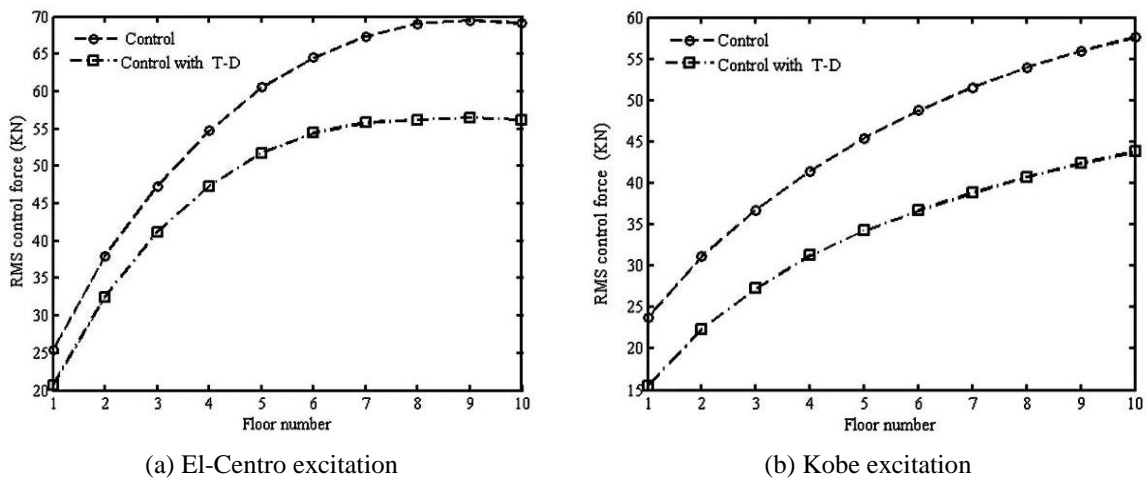 70
65
60
55
50
45
40
35
30
25
20
RMS control force (KN)
Control
Control with T-D
1 2 3 4 5 6 7 8 9 10
Floor number
(a) El-Centro excitation
60
55
50
45
40
35
30
25
20
15
RMS control force (KN)
Control
Control with T-D
1 2 3 4 5 6 7 8 9 10
Floor number
(b) Kobe excitation